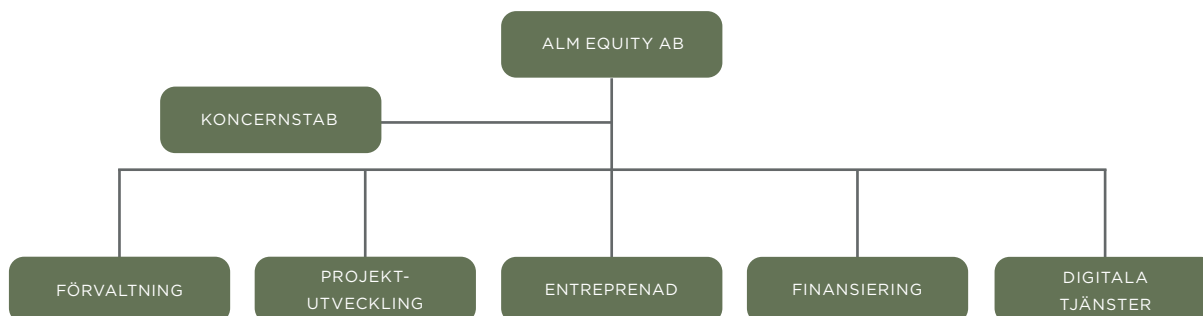 ALM EQUITY AB
KONCERNSTAB
FÖRVALTNING
PROJEKT-
UTVECKLING
ENTREPRENAD
FINANSIERING
DIGITALA
TJÄNSTER